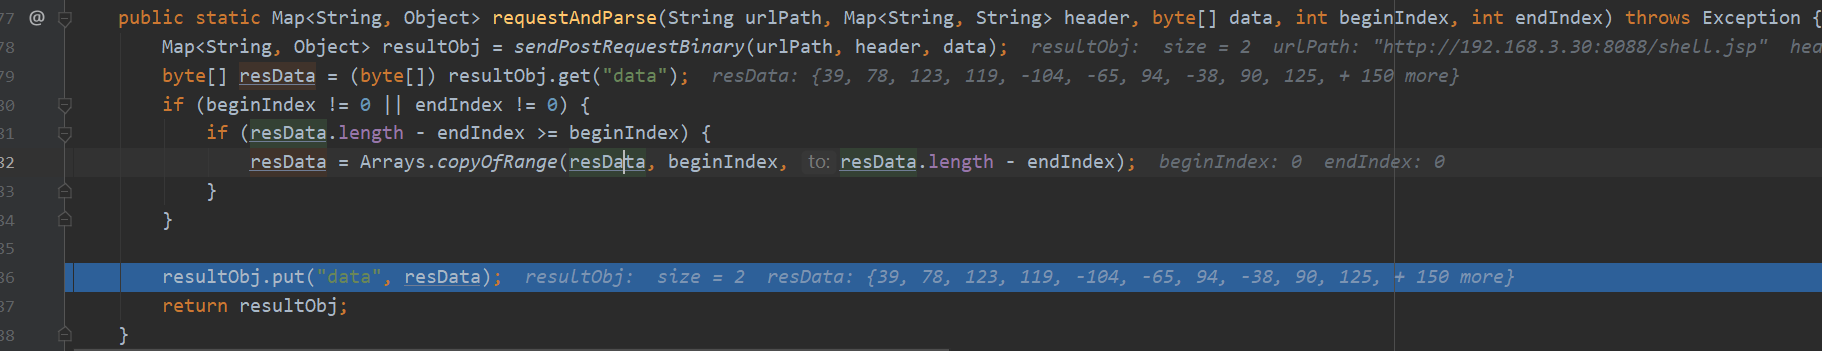 77 @ public static Map<String, Object> requestAndParse(String urlPath, Map<String, String> header, byte[] data, int beginIndex, int endIndex) throws Exception {
78 Map<String, Object> resultObj = sendPostRequestBinary(urlPath, header, data); resultObj: size = 2 urlPath: "http://192.168.3.30:8088/shell.jsp" hea
79 byte[] resData = (byte[]) resultObj.get("data"); resData: {39, 78, 123, 119, -104, -65, 94, -38, 90, 125, + 150 more}
80 if (beginIndex != 0 || endIndex != 0) {
81 if (resData.length - endIndex >= beginIndex) {
82 resData = Arrays.copyOfRange(resData, beginIndex, to: resData.length - endIndex); beginIndex: 0 endIndex: 0
83 }
84 }
85
86 resultObj.put("data", resData); resultObj: size = 2 resData: {39, 78, 123, 119, -104, -65, 94, -38, 90, 125, + 150 more}
87 return resultObj;
88 }